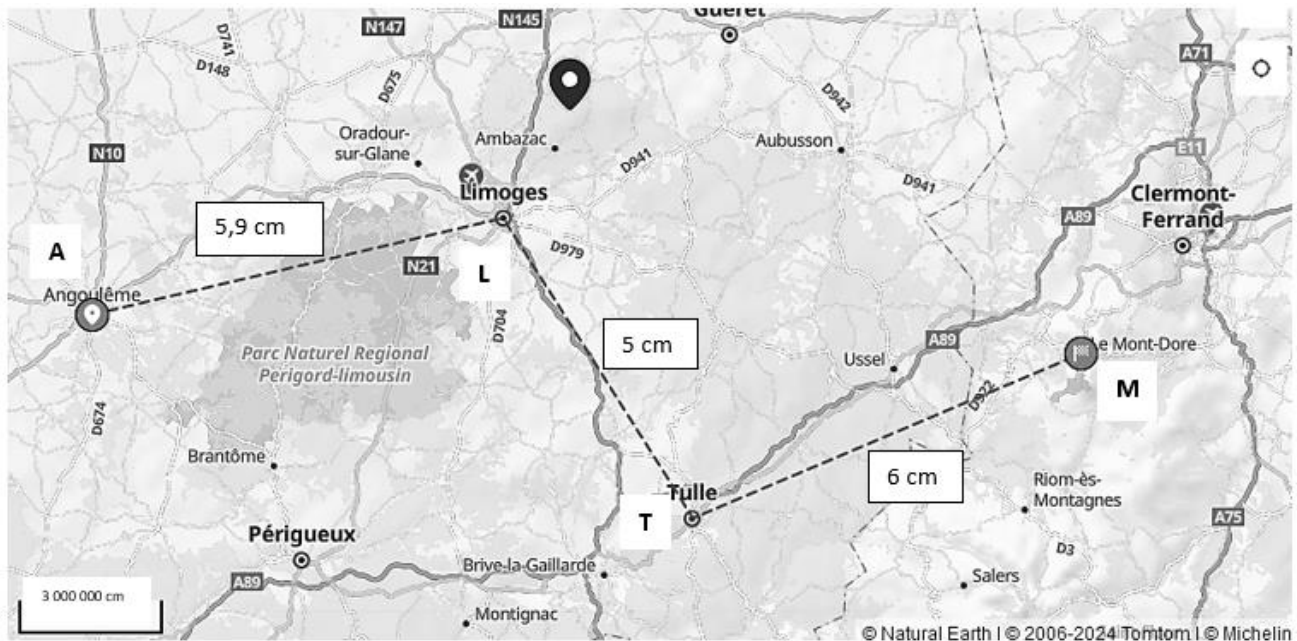 Guéret
N145
N147
D741
D148
D675
A71
D942
N10
Oradour-
sur-Glane
Ambazac
D941
Aubusson
E11
Limoges
D941
Clermont-
Ferrand
A89
5,9 cm
A
L
N21
D979
Angoulême
D704
5 cm
A89
Ussel
Le Mont-Dore
Parc Naturel Regional
Perigord-limousin
M
D922
D674
Brantôme
6 cm
Tulle
T
Riom-ès-
Montagnes
A75
Périgueux
D3
Brive-la-Gaillarde
A89
Salers
3 000 000 cm
Montignac
© Natural Earth | © 2006-2024 Tomtom | © Michelin